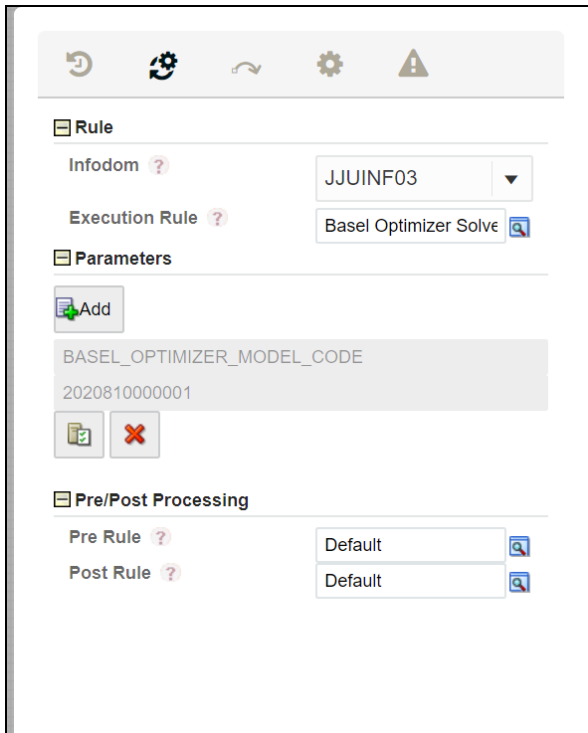 Rule
Infodom ?
JJUINF03
Execution Rule ?
Basel Optimizer Solve
Parameters
Add
BASEL_OPTIMIZER_MODEL_CODE
2020810000001
Pre/Post Processing
Pre Rule ?
Default
Post Rule ?
Default